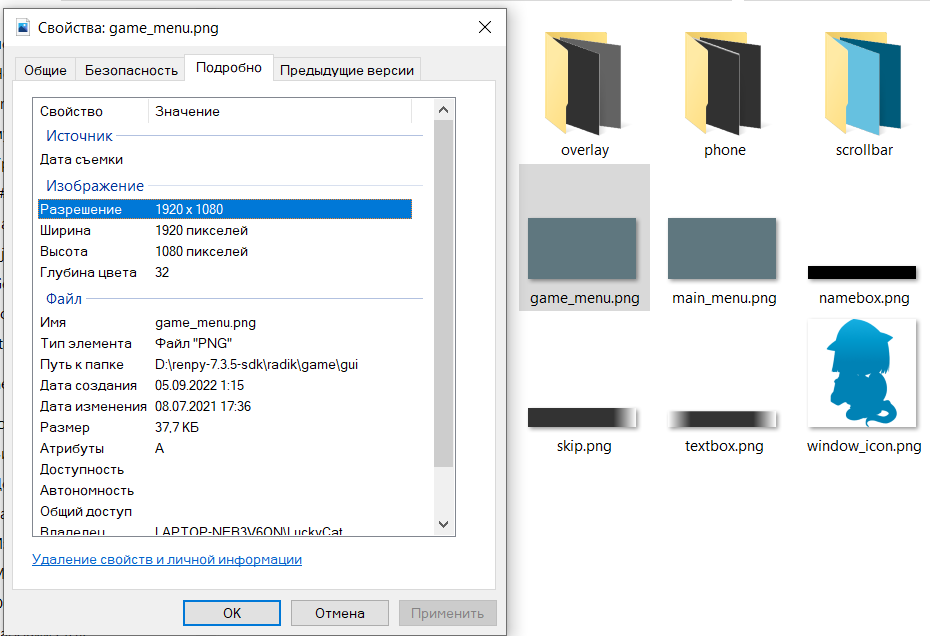 Свойства: game_menu.png
Общие Безопасность Подробно Предыдущие версии
Свойство Значение
Источник
Дата съемки
Изображение
Разрешение 1920 x 1080
Ширина 1920 пикселей
Высота 1080 пикселей
Глубина цвета 32
Файл
Имя game_menu.png
Тип элемента Файл "PNG"
Путь к папке D:\renpy-7.3.5-sdk\radik\game\gui
Дата создания 05.09.2022 1:15
Дата изменения 08.07.2021 17:36
Размер 37,7 КБ
Атрибуты A
Доступность
Автономность
Общий доступ
Владелец LAPTOP-NEB3V6ON\LuckyCat
Удаление свойств и личной информации
ОК Отмена Применить
overlay phone scrollbar
game_menu.png main_menu.png namebox.png
skip.png textbox.png window_icon.png